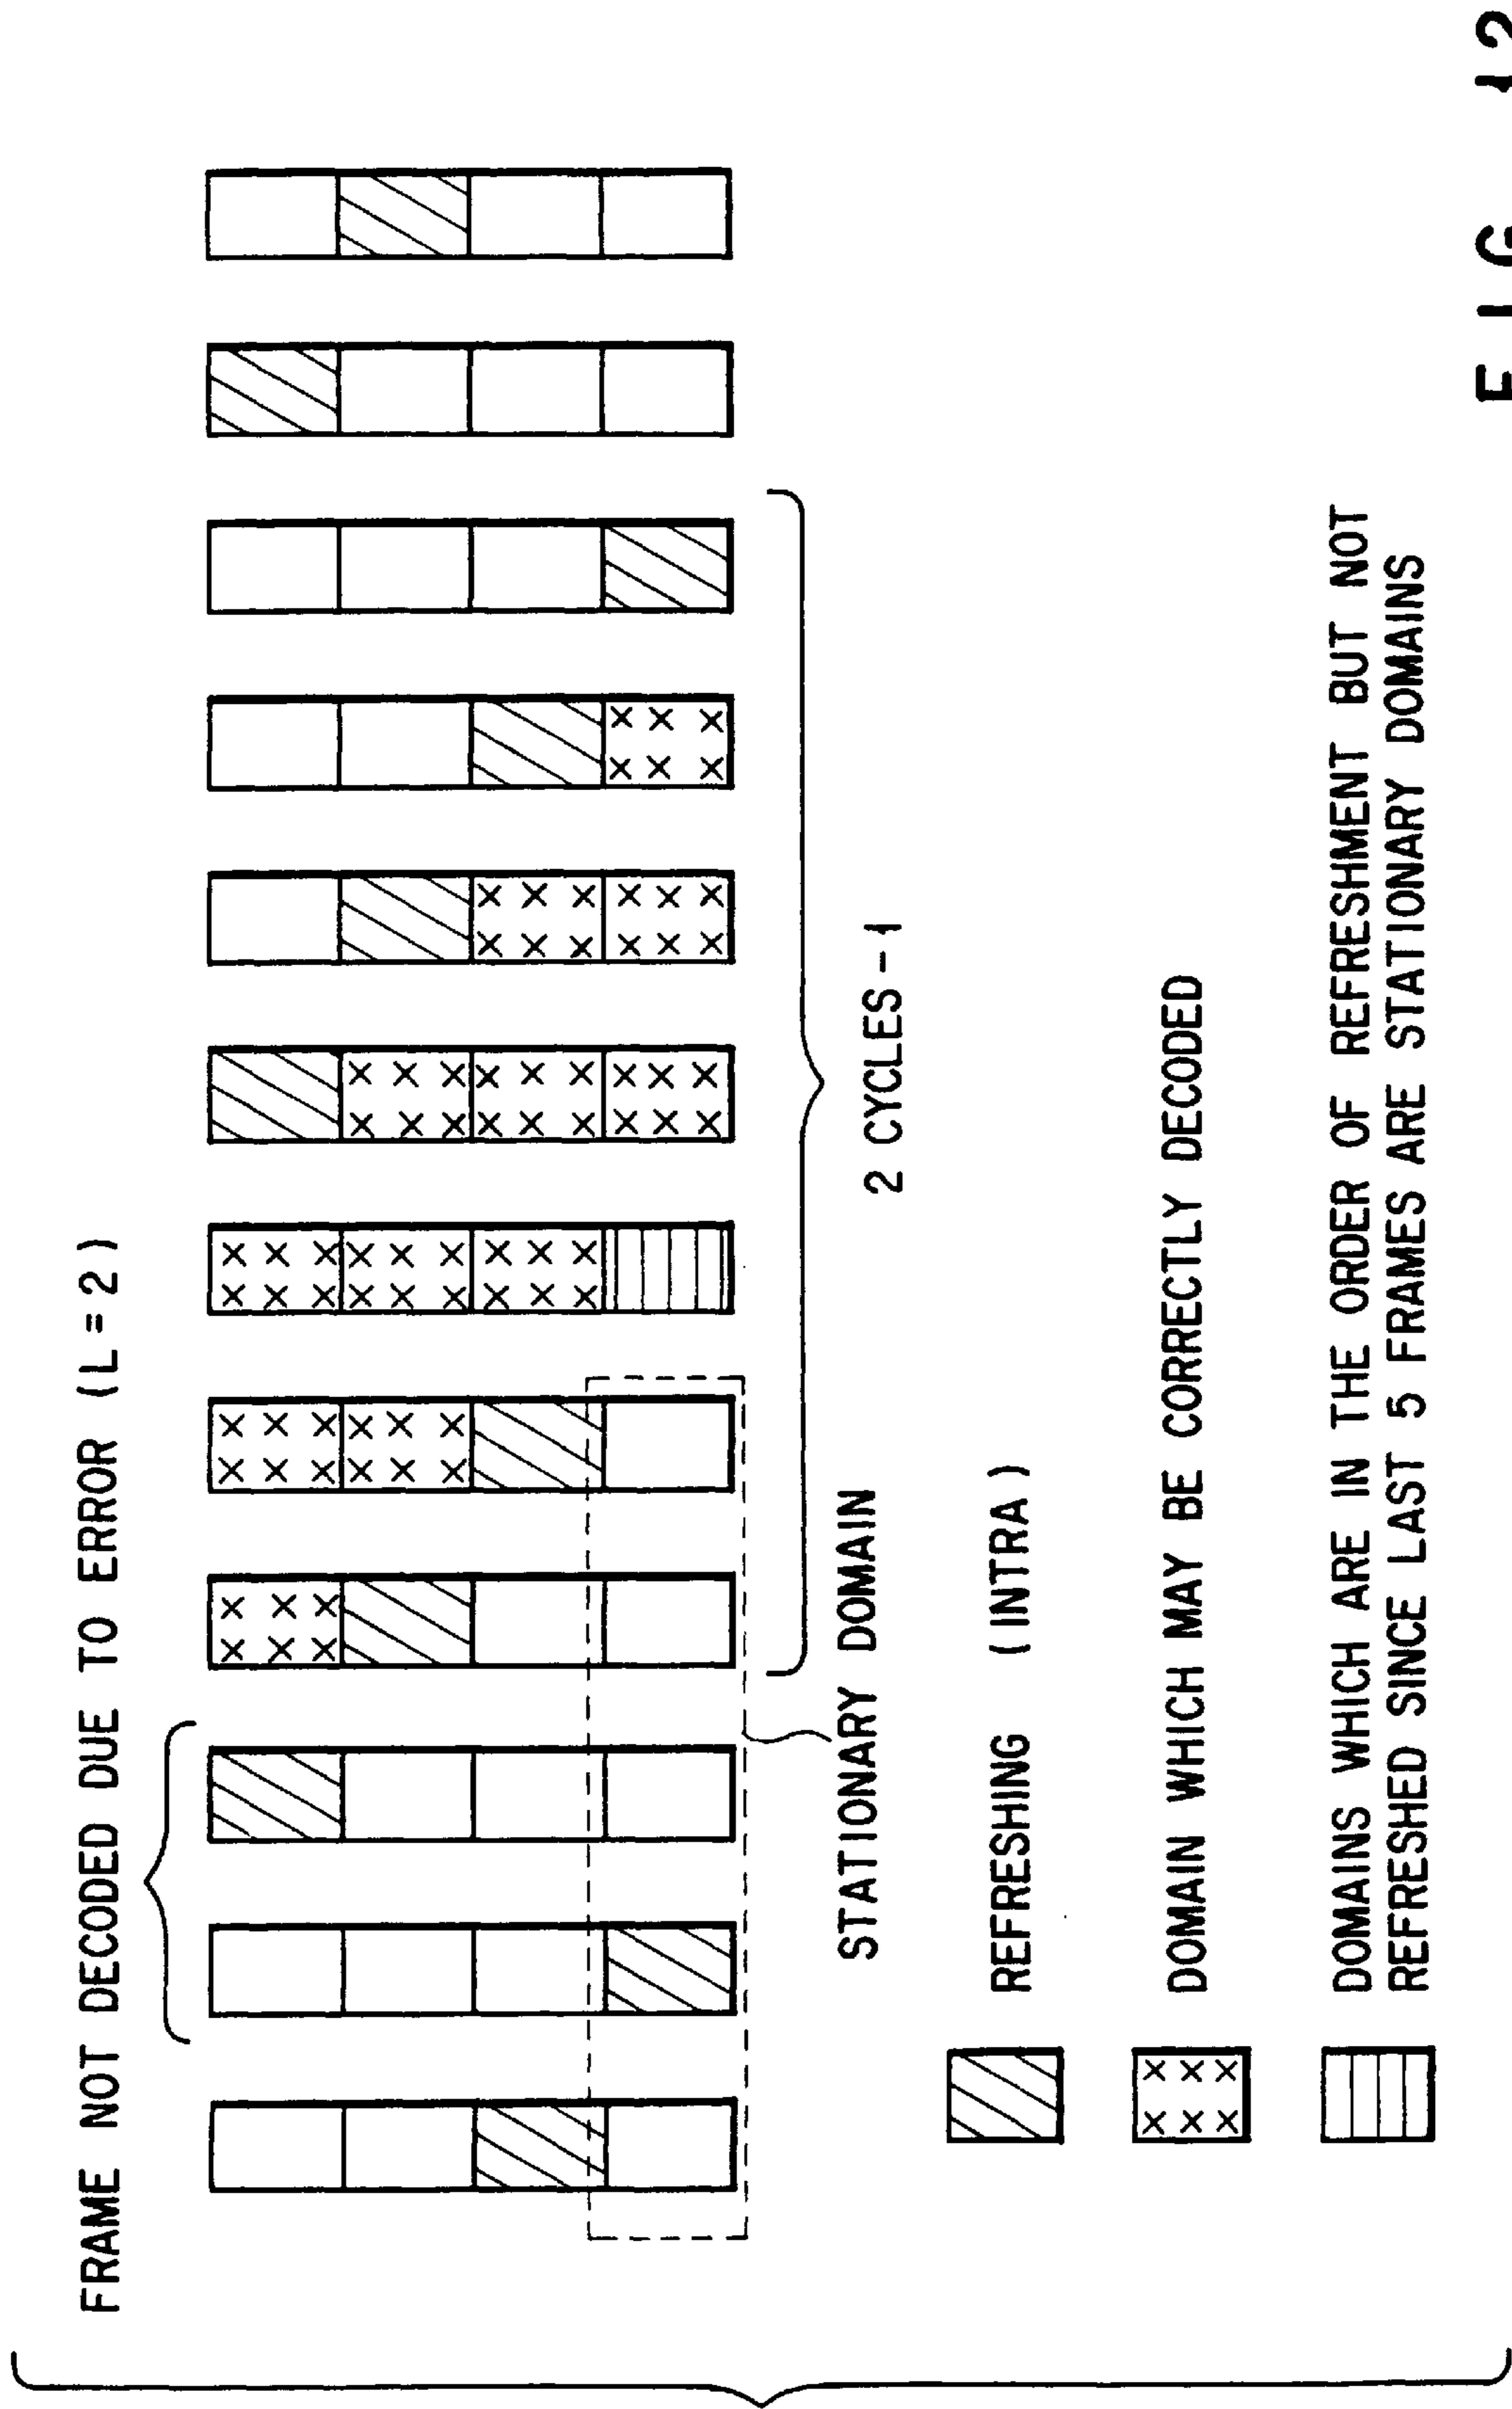 FRAME NOT DECODED DUE TO ERROR (L = 2)
2 CYCLES-1
STATIONARY DOMAIN
REFRESHING (INTRA)
DOMAIN WHICH MAY BE CORRECTLY DECODED
DOMAINS WHICH ARE IN THE ORDER OF REFRESHMENT BUT NOT
REFRESHED SINCE LAST 5 FRAMES ARE STATIONARY DOMAINS
FIG. 12